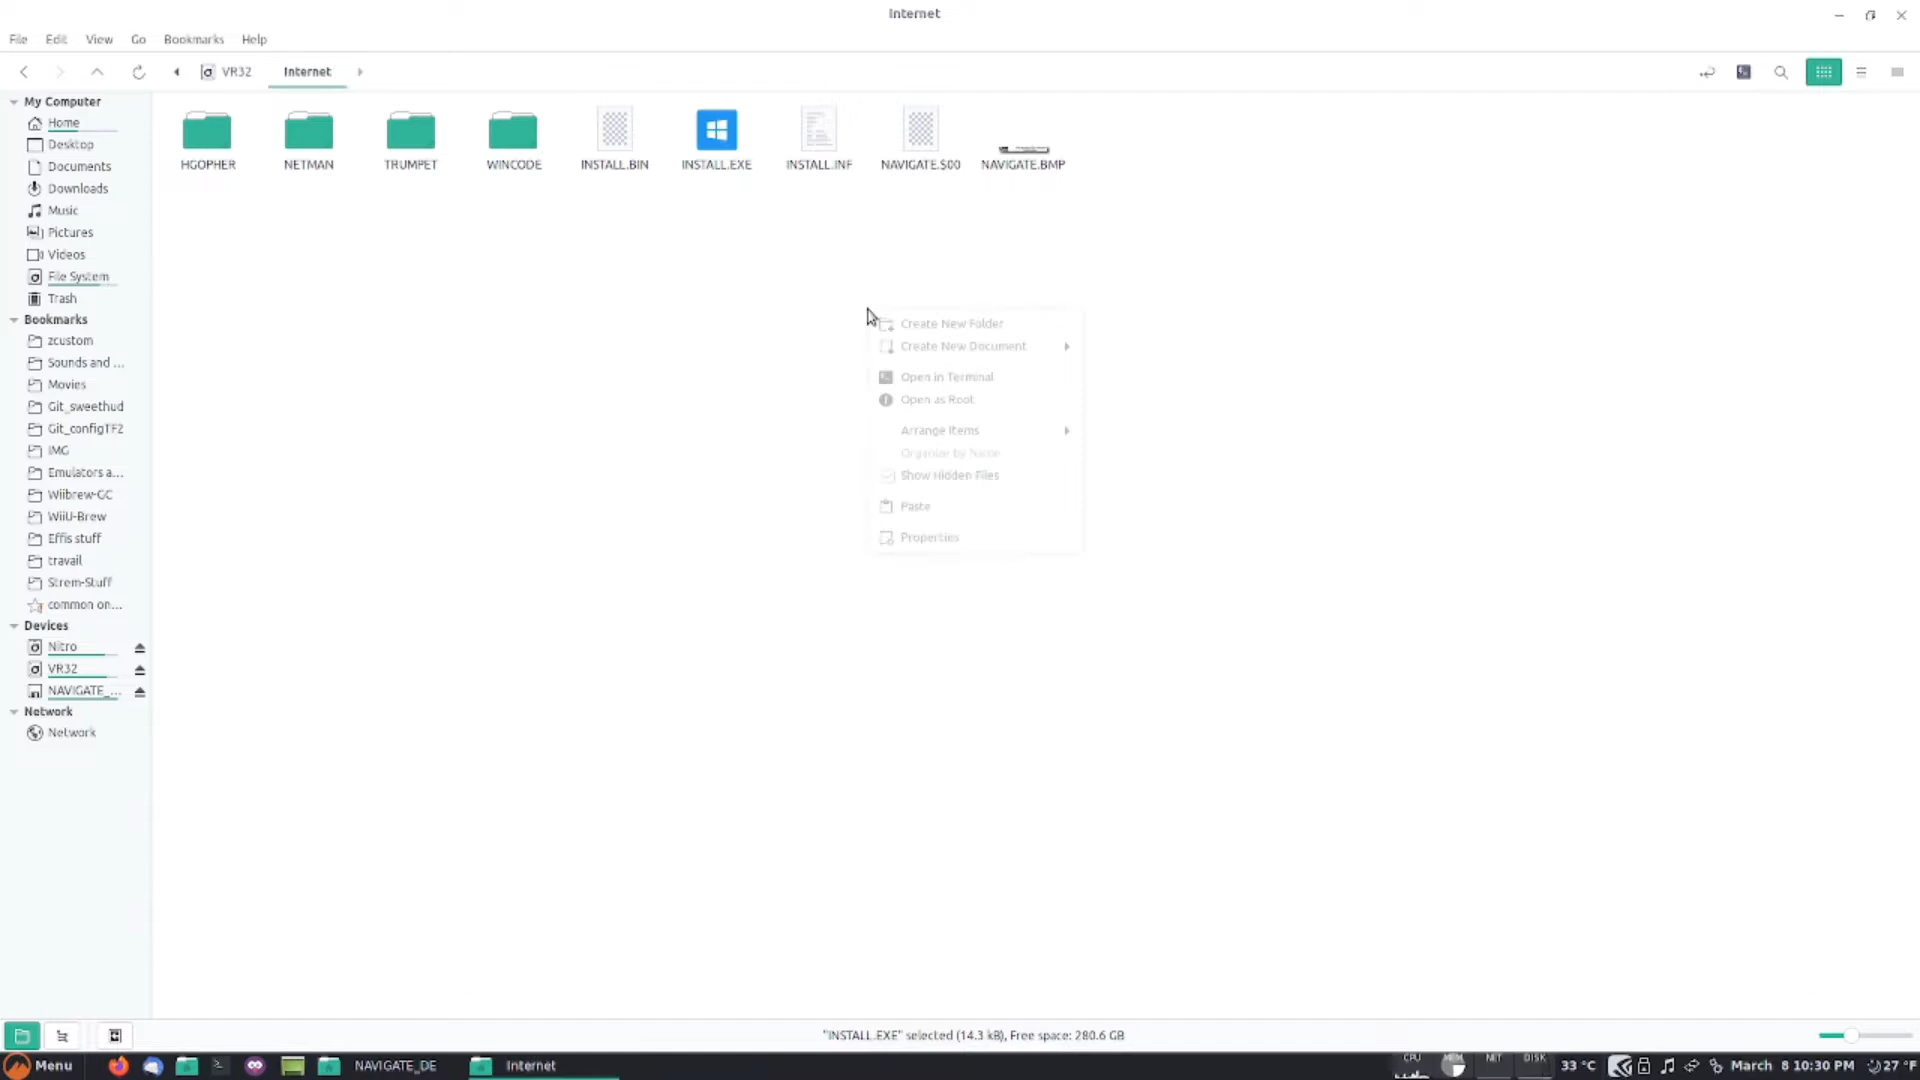 Internet
File Edit View Go Bookmarks Help
VR32 Internet
My Computer
Home
Desktop
Documents
Downloads
Music
Pictures
Videos
File System
Trash
Bookmarks
zcustom
Sounds and ...
Movies
Git_sweethud
Git_configTF2
IMG
Emulators a...
Wiibrew-GC
WiiU-Brew
Effis stuff
travail
Strem-Stuff
common on...
Devices
Nitro
VR32
NAVIGATE_...
Network
Network
HGOPHER NETMAN TRUMPET WINCODE INSTALL.BIN INSTALL.EXE INSTALL.INF NAVIGATE.$00 NAVIGATE.BMP
Create New Folder
Create New Document
Open in Terminal
Open as Root
Arrange Items
Organize by Name
Show Hidden Files
Paste
Properties
"INSTALL.EXE" selected (14.3 kB), Free space: 280.6 GB
Menu NAVIGATE_DE Internet CPU MEM NET DISK 33 °C March 8 10:30 PM 27 °F